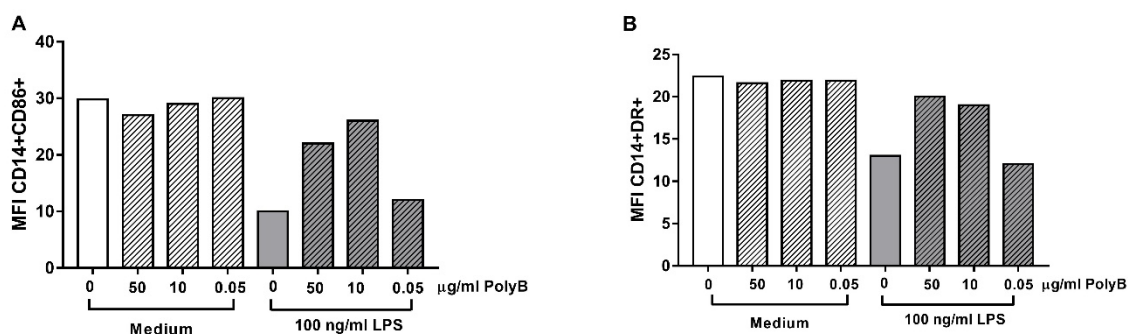 A
MFI CD14+CD86+
40
30
20
10
0
0 50 10 0.05 0 50 10 0.05 μg/ml PolyB
Medium 100 ng/ml LPS
B
MFI CD14+DR+
25
20
15
10
5
0
0 50 10 0.05 0 50 10 0.05 μg/ml PolyB
Medium 100 ng/ml LPS